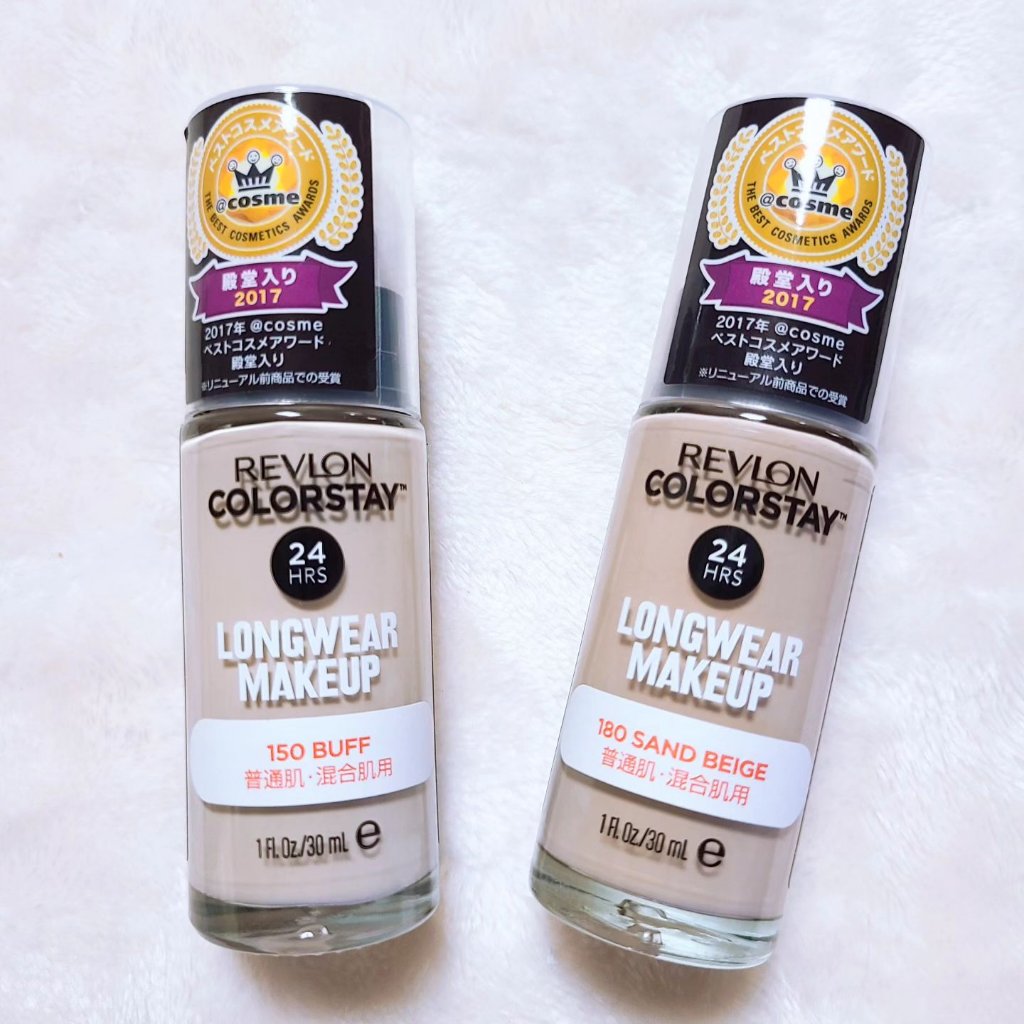 ベストコスメアワード
@cosme
THE BEST COSMETICS AWARDS
殿堂入り
2017
2017年 @cosme
ベストコスメアワード
殿堂入り
※リニューアル前商品での受賞
REVLON
COLORSTAY™
24
HRS
LONGWEAR
MAKEUP
150 BUFF
普通肌・混合肌用
1 Fl. Oz./30 mL ℮
ベストコスメアワード
@cosme
THE BEST COSMETICS AWARDS
殿堂入り
2017
2017年 @cosme
ベストコスメアワード
殿堂入り
※リニューアル前商品での受賞
REVLON
COLORSTAY™
24
HRS
LONGWEAR
MAKEUP
180 SAND BEIGE
普通肌・混合肌用
1 Fl. Oz./30 mL ℮